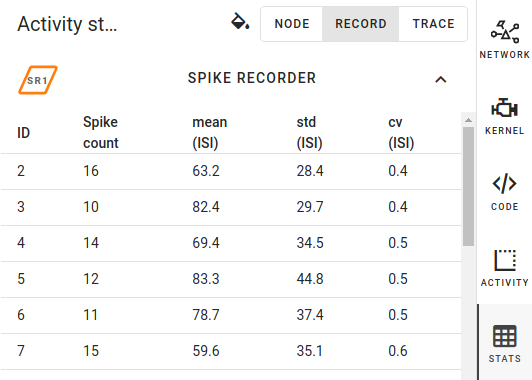 Activity st...
NODE RECORD TRACE
SR1 SPIKE RECORDER
ID Spike count mean (ISI) std (ISI) cv (ISI)
2 16 63.2 28.4 0.4
3 10 82.4 29.7 0.4
4 14 69.4 34.5 0.5
5 12 83.3 44.8 0.5
6 11 78.7 37.4 0.5
7 15 59.6 35.1 0.6
NETWORK
KERNEL
CODE
ACTIVITY
STATS